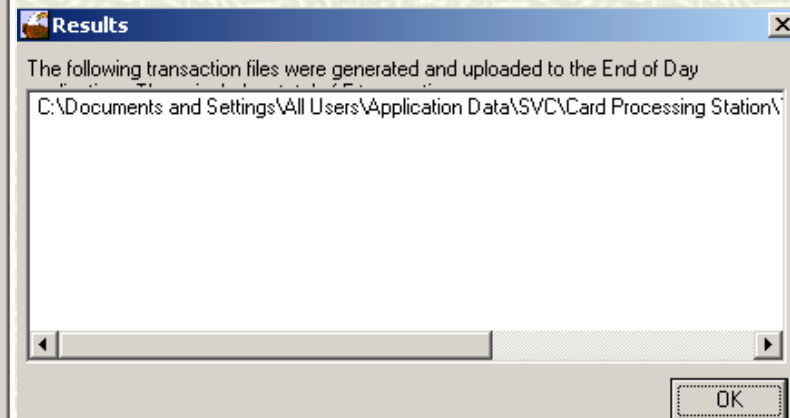 Results
The following transaction files were generated and uploaded to the End of Day
C:\Documents and Settings\All Users\Application Data\SVC\Card Processing Station\
OK